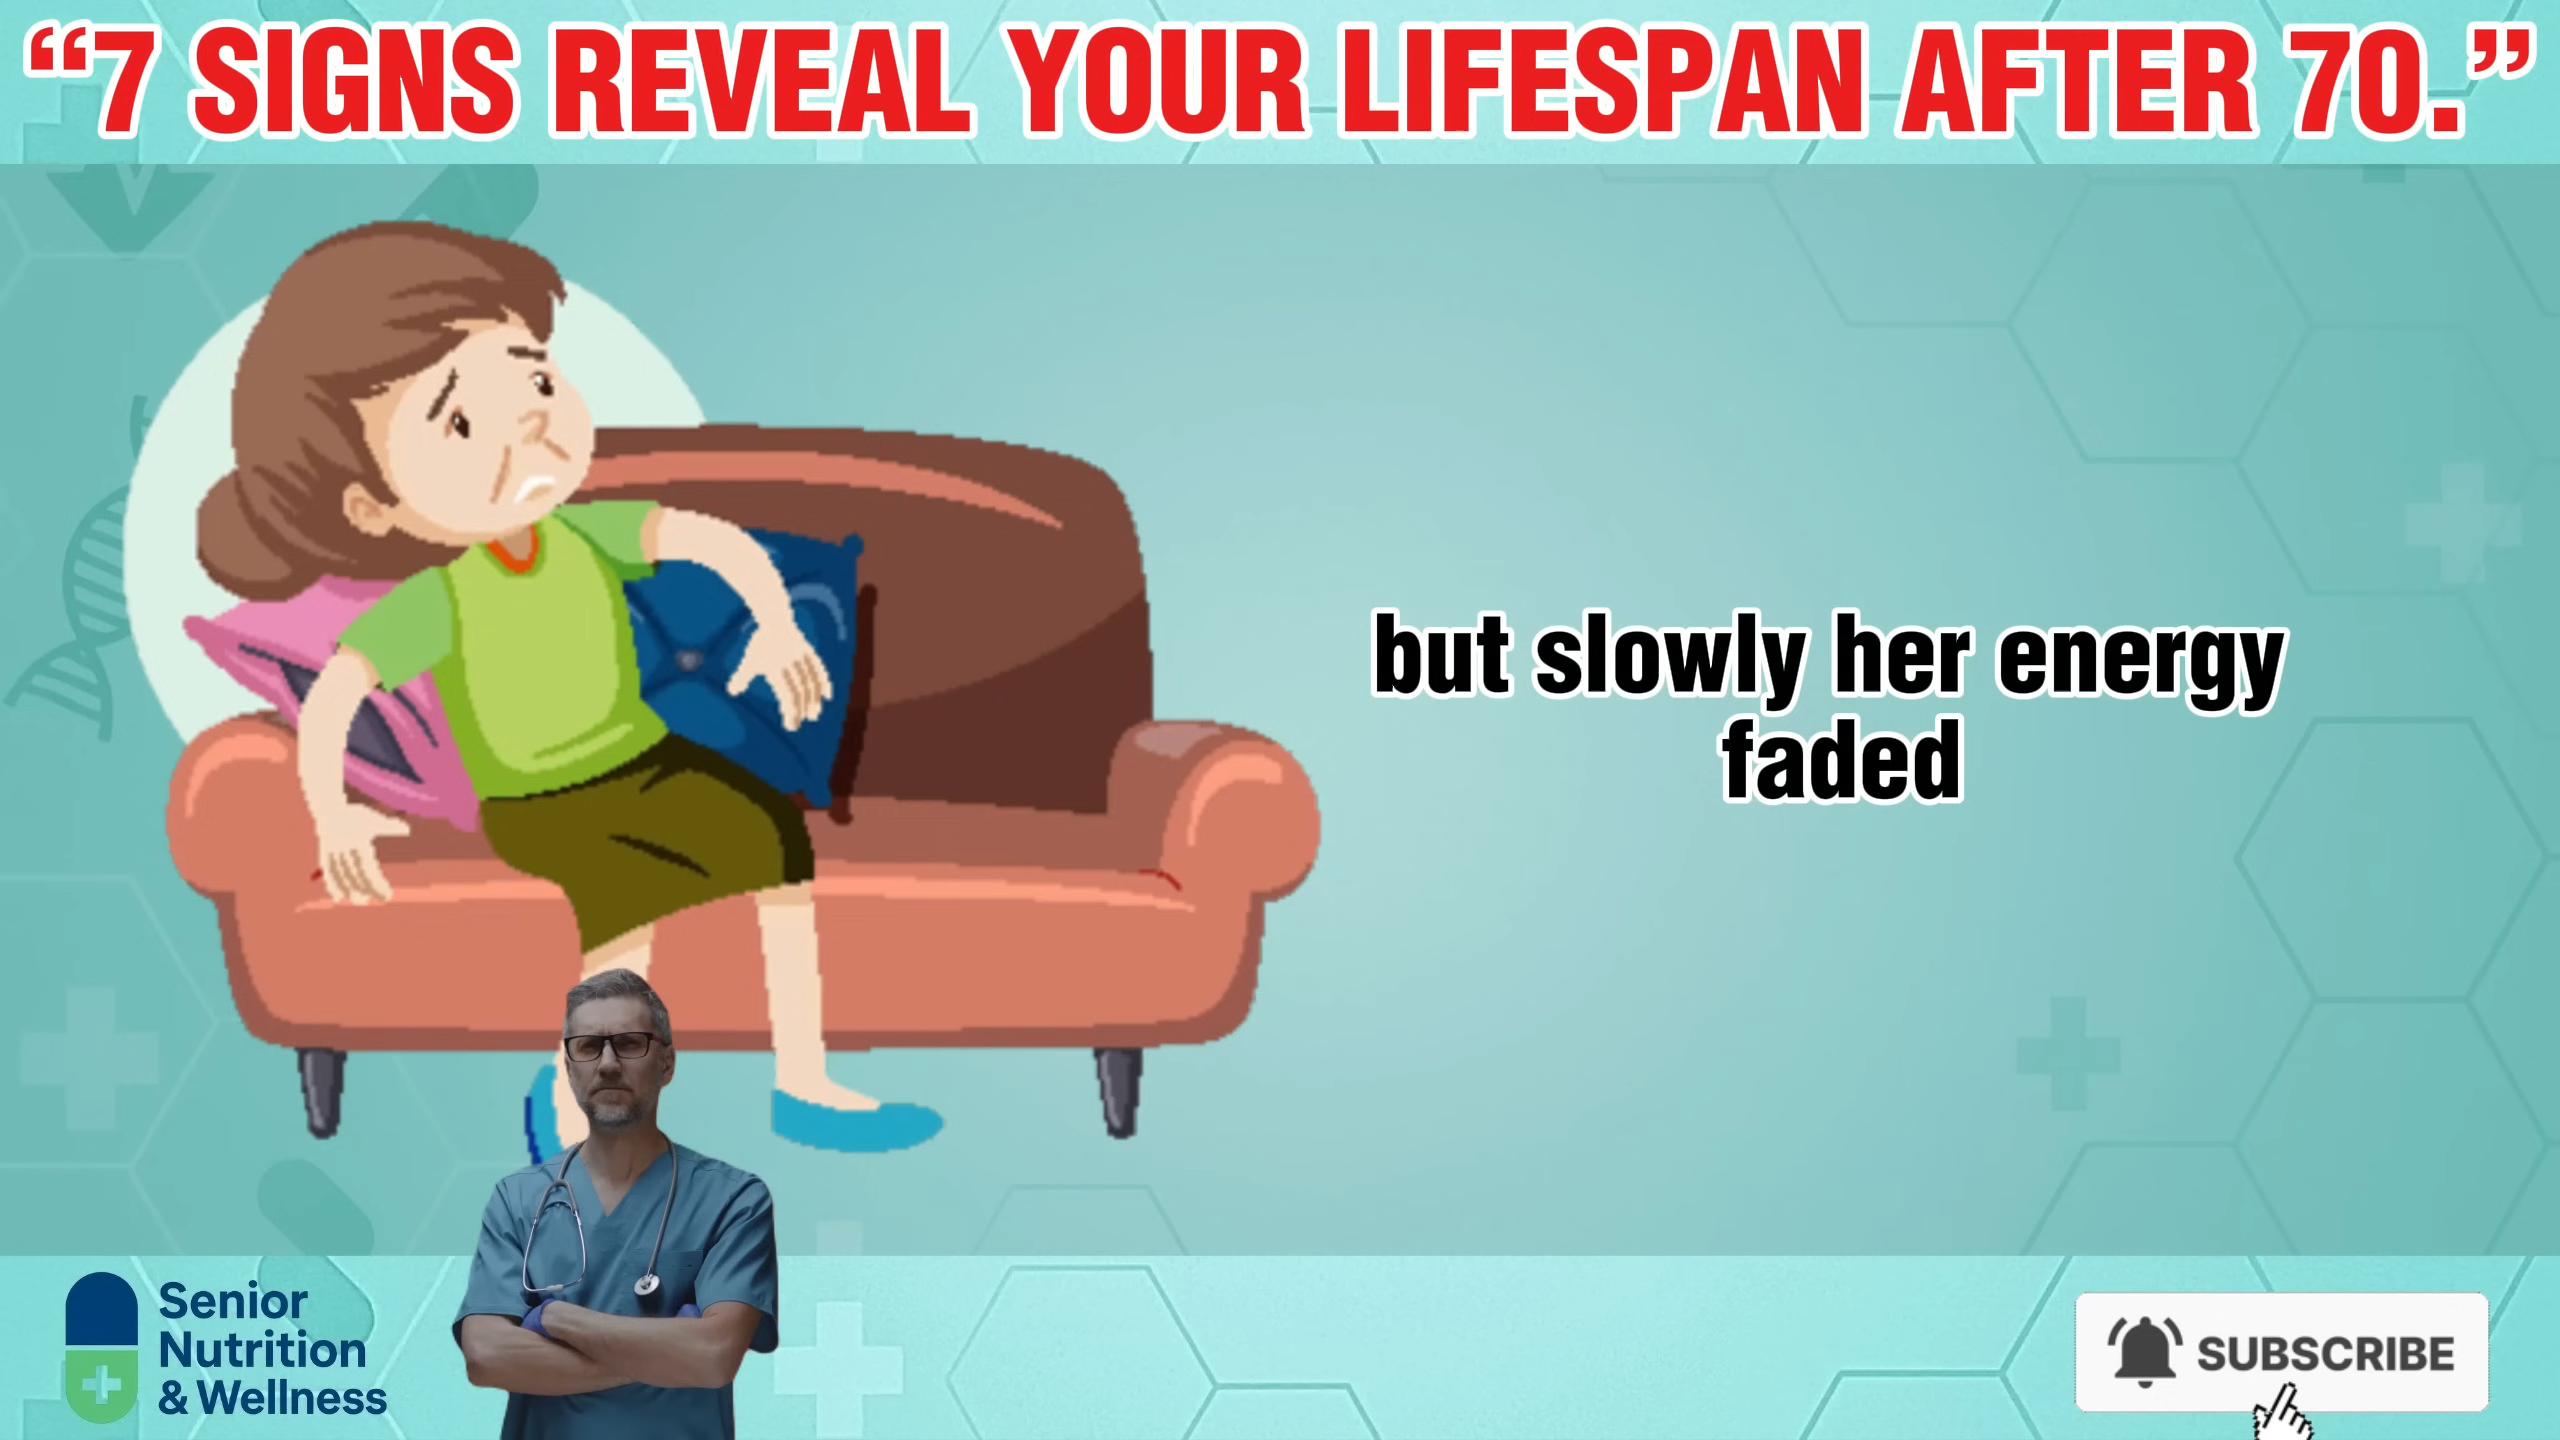 “7 SIGNS REVEAL YOUR LIFESPAN AFTER 70.”
but slowly her energy
faded
Senior
Nutrition
& Wellness
SUBSCRIBE